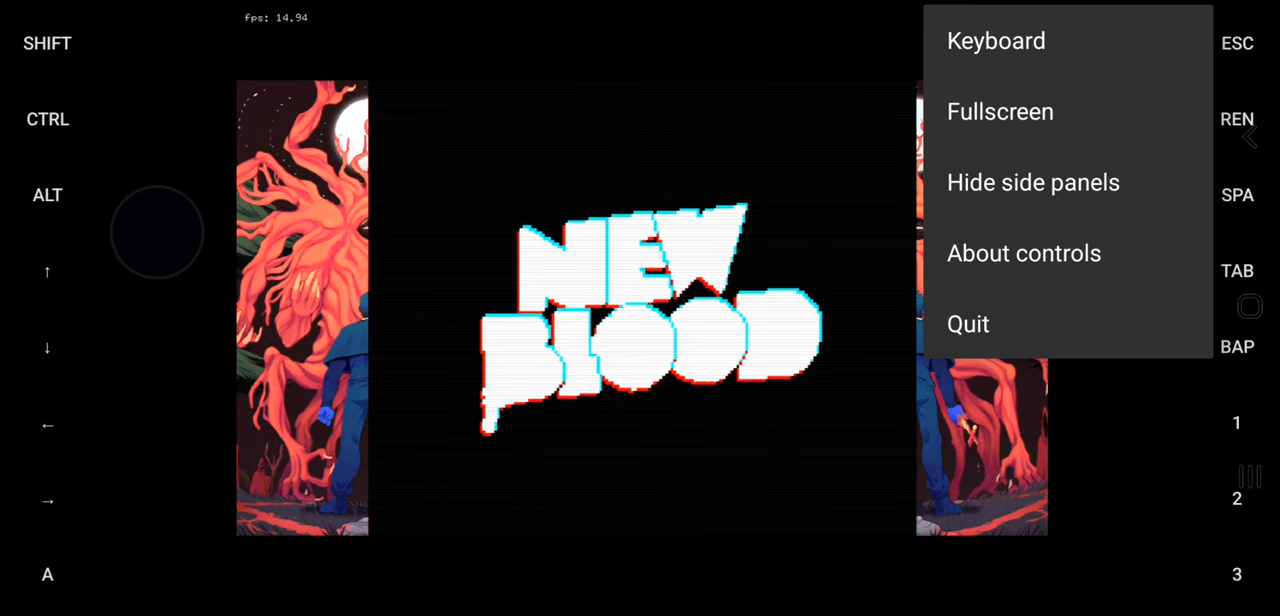 fps: 14.94
SHIFT
CTRL
ALT
↑
↓
←
→
A
NEW
BLOOD
Keyboard
Fullscreen
Hide side panels
About controls
Quit
ESC
REN
SPA
TAB
BAP
1
2
3